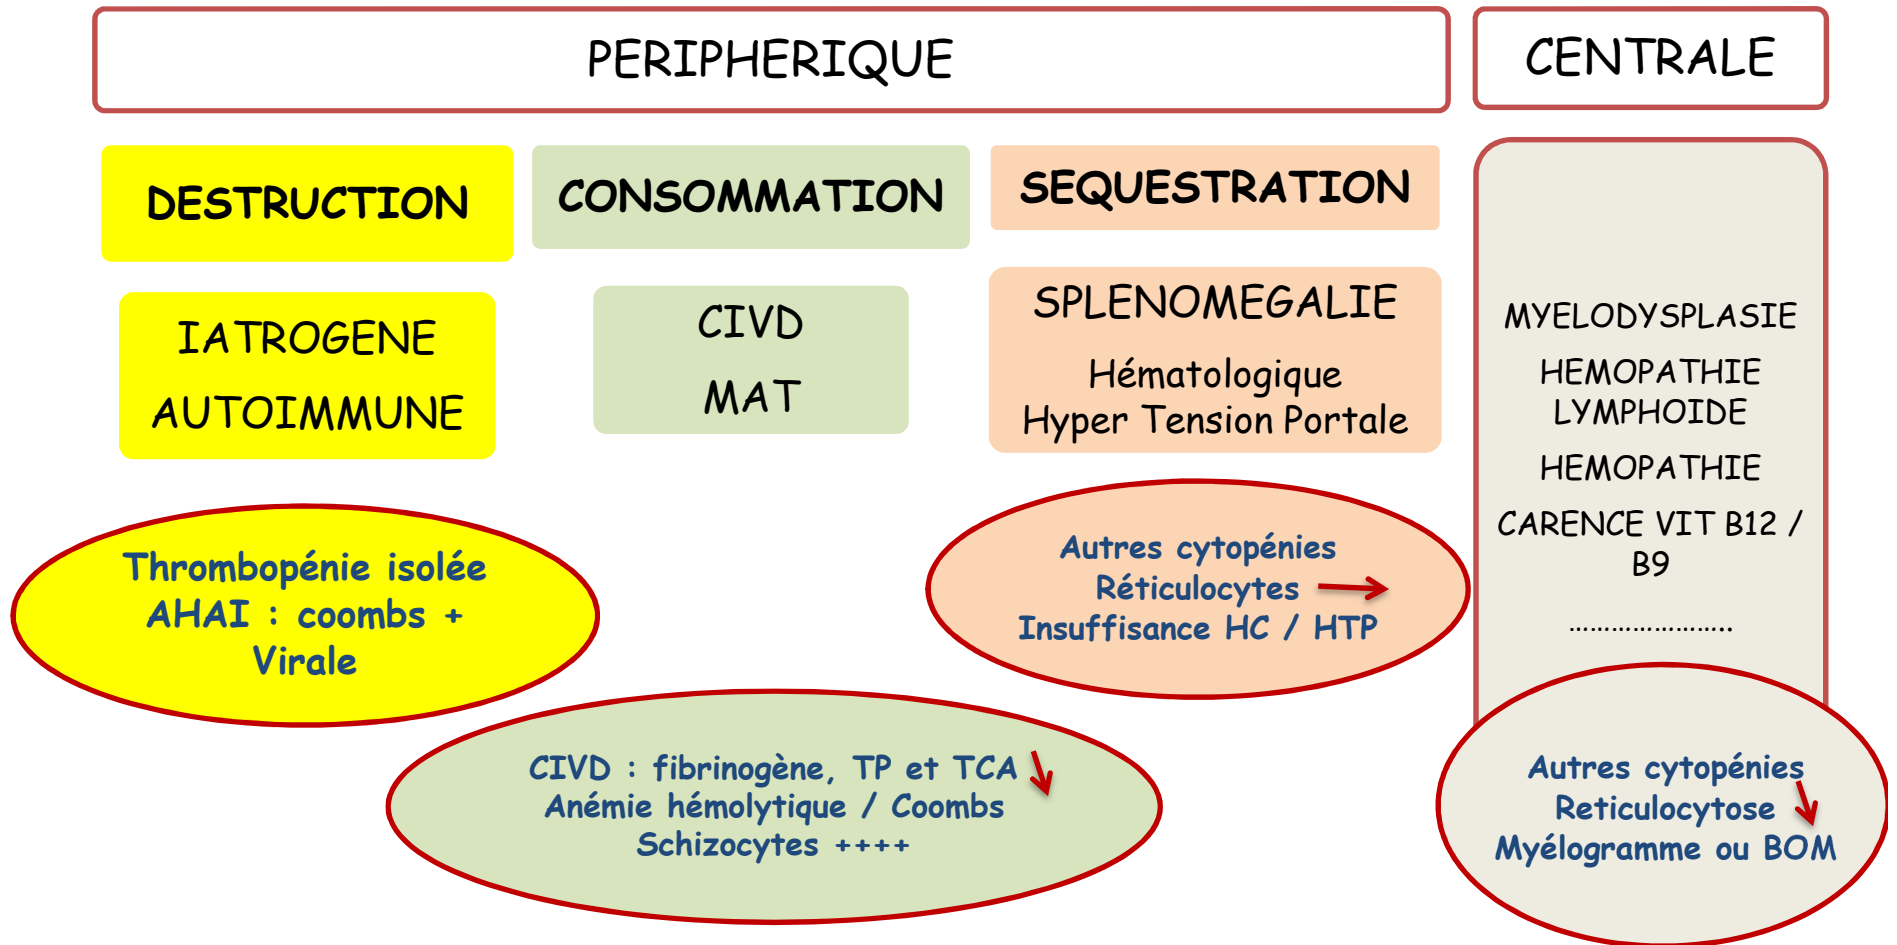 PERIPHERIQUE
CENTRALE
DESTRUCTION
CONSOMMATION
SEQUESTRATION
IATROGENE
AUTOIMMUNE
CIVD
MAT
SPLENOMEGALIE
Hématologique
Hyper Tension Portale
MYELODYSPLASIE
HEMOPATHIE
LYMPHOIDE
HEMOPATHIE
CARENCE VIT B12 /
B9
…………………..
Thrombopénie isolée
AHAI : coombs +
Virale
Autres cytopénies
Réticulocytes
Insuffisance HC / HTP
CIVD : fibrinogène, TP et TCA
Anémie hémolytique / Coombs
Schizocytes ++++
Autres cytopénies
Reticulocytose
Myélogramme ou BOM